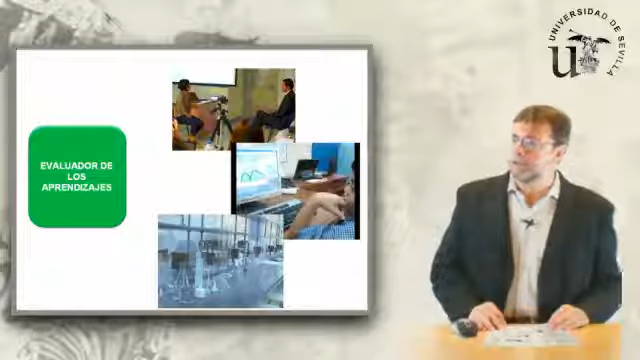 EVALUADOR DE
LOS
APRENDIZAJES
UNIVERSIDAD DE SEVILLA
U